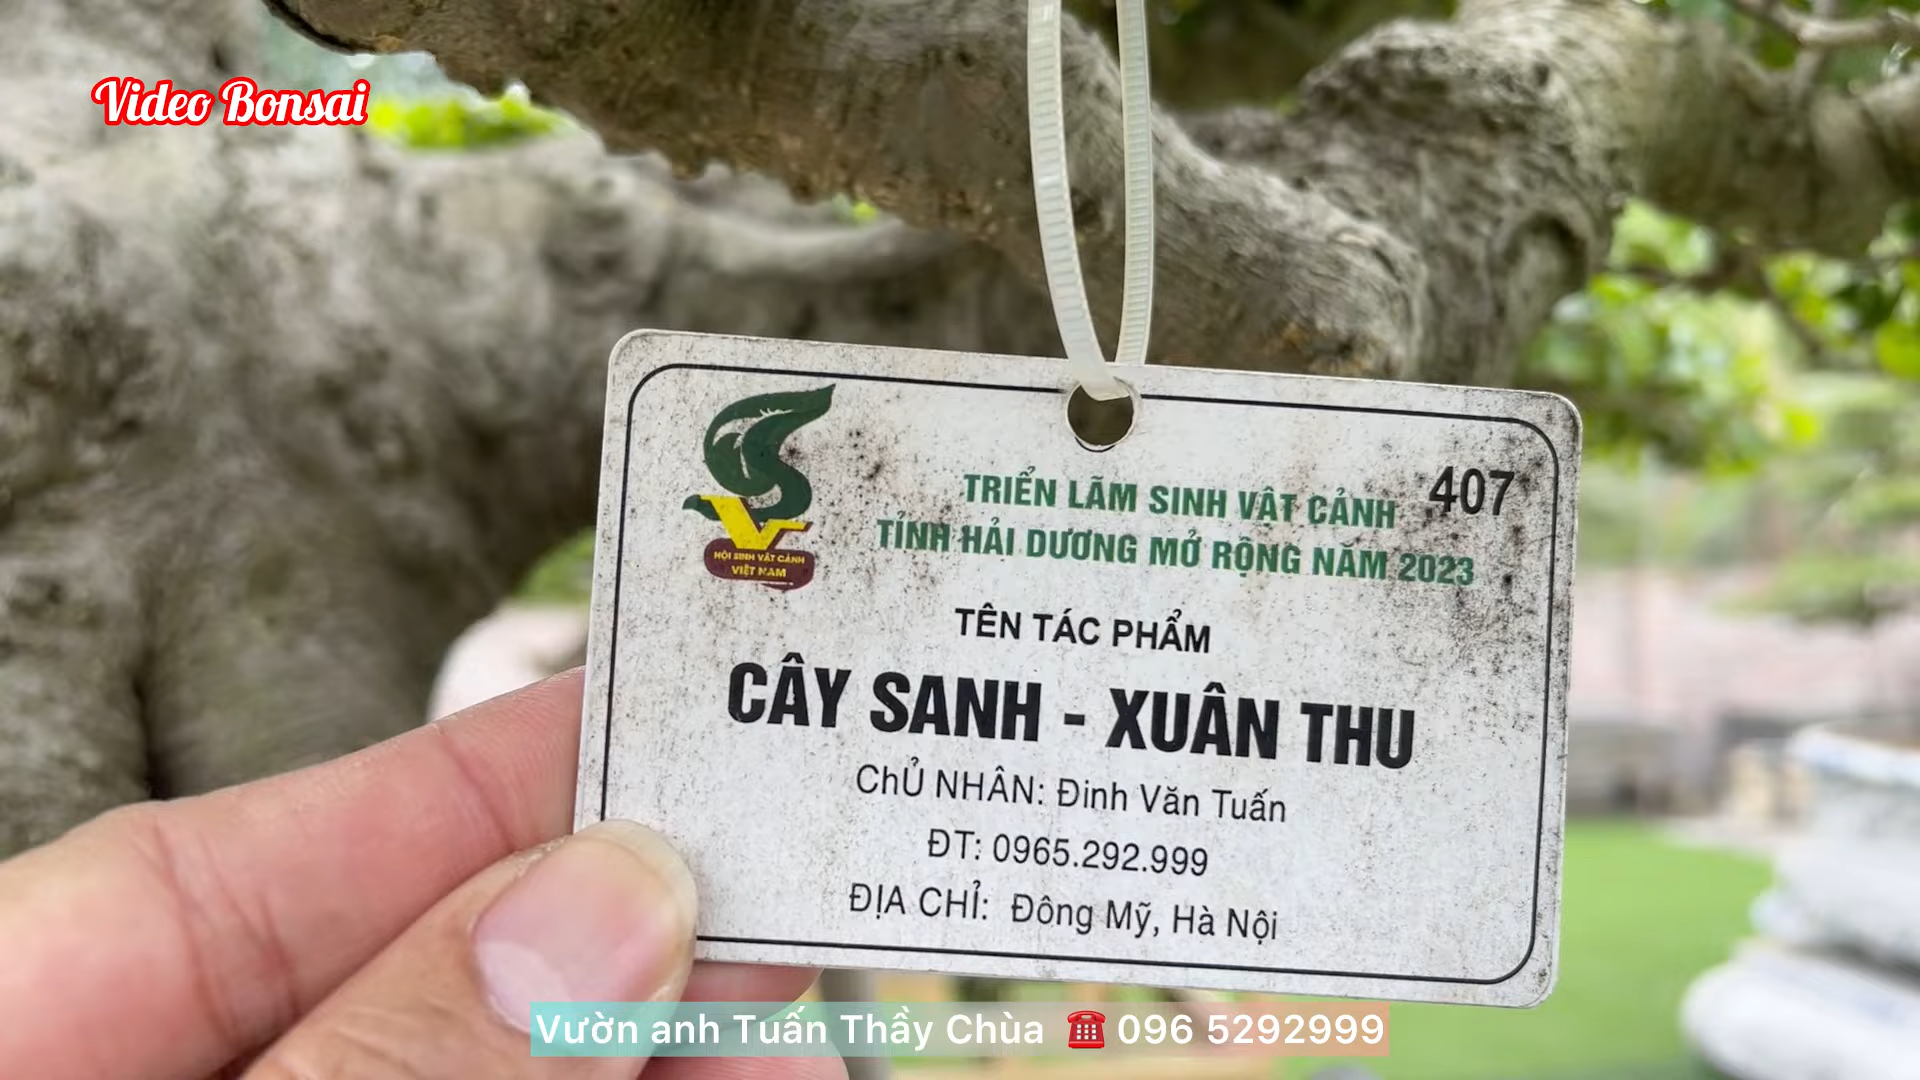 Video Bonsai
407
TRIỂN LÃM SINH VẬT CẢNH
TỈNH HẢI DƯƠNG MỞ RỘNG NĂM 2023
HỘI SINH VẬT CẢNH
VIỆT NAM
TÊN TÁC PHẨM
CÂY SANH - XUÂN THU
ChỦ NHÂN: Đinh Văn Tuấn
ĐT: 0965.292.999
ĐỊA CHỈ: Đông Mỹ, Hà Nội
Vườn anh Tuấn Thầy Chùa ☎️ 096 5292999